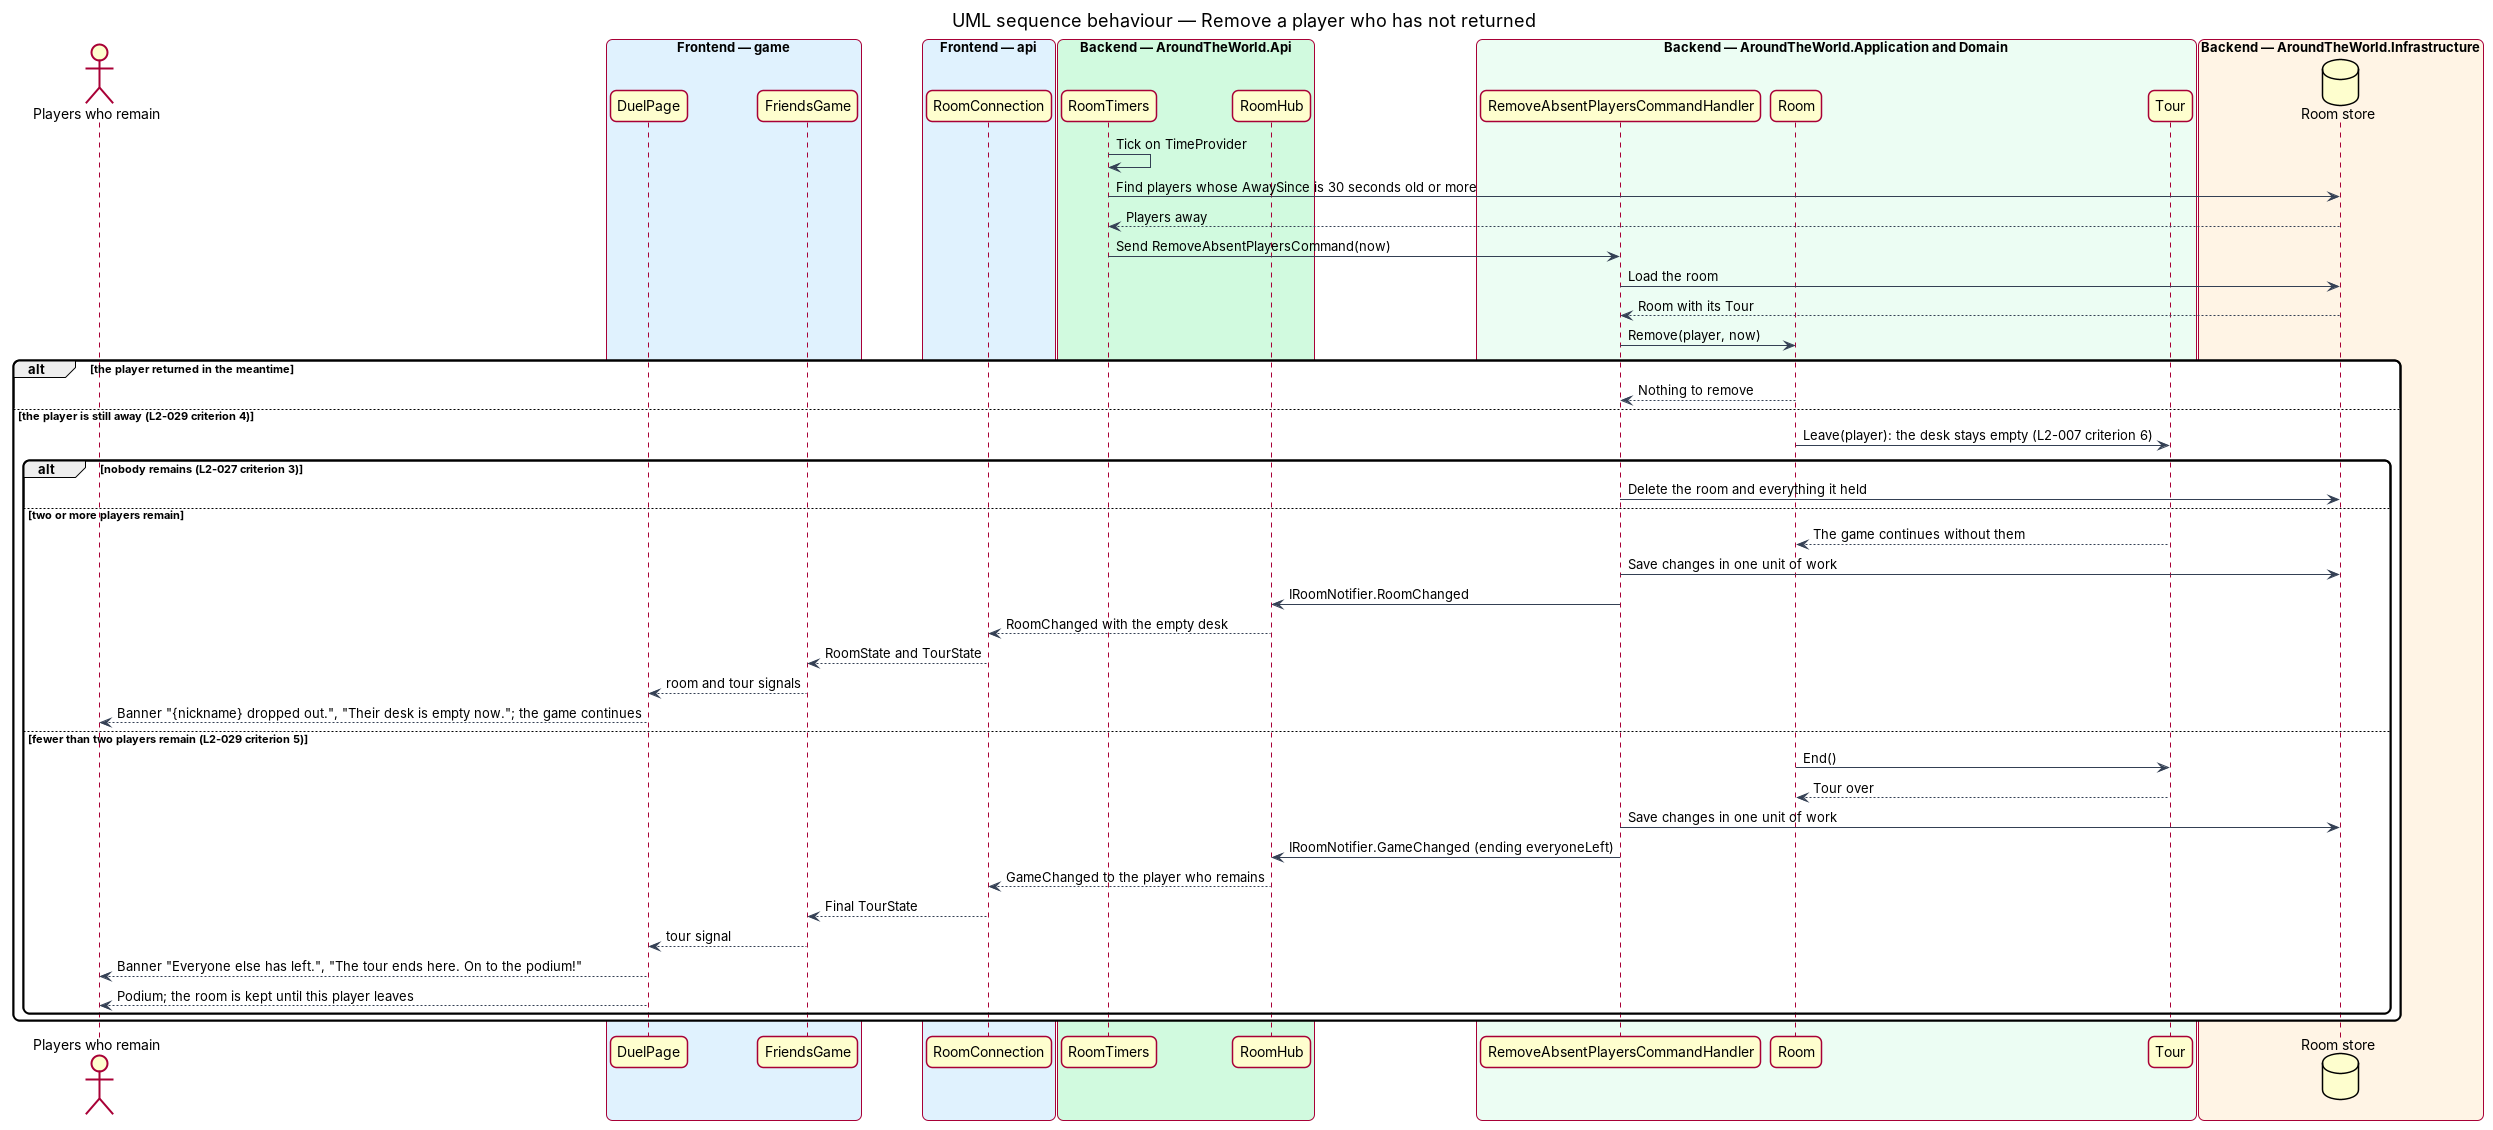 UML sequence behaviour — Remove a player who has not returned
Frontend — game
Frontend — api
Backend — AroundTheWorld.Api
Backend — AroundTheWorld.Application and Domain
Backend — AroundTheWorld.Infrastructure
Players who remain
DuelPage
FriendsGame
RoomConnection
RoomTimers
RoomHub
RemoveAbsentPlayersCommandHandler
Room
Tour
Room store
Tick on TimeProvider
Find players whose AwaySince is 30 seconds old or more
Players away
Send RemoveAbsentPlayersCommand(now)
Load the room
Room with its Tour
Remove(player, now)
alt
[the player returned in the meantime]
Nothing to remove
[the player is still away (L2-029 criterion 4)]
Leave(player): the desk stays empty (L2-007 criterion 6)
alt
[nobody remains (L2-027 criterion 3)]
Delete the room and everything it held
[two or more players remain]
The game continues without them
Save changes in one unit of work
IRoomNotifier.RoomChanged
RoomChanged with the empty desk
RoomState and TourState
room and tour signals
Banner "{nickname} dropped out.", "Their desk is empty now."; the game continues
[fewer than two players remain (L2-029 criterion 5)]
End()
Tour over
Save changes in one unit of work
IRoomNotifier.GameChanged (ending everyoneLeft)
GameChanged to the player who remains
Final TourState
tour signal
Banner "Everyone else has left.", "The tour ends here. On to the podium!"
Podium; the room is kept until this player leaves
Players who remain
DuelPage
FriendsGame
RoomConnection
RoomTimers
RoomHub
RemoveAbsentPlayersCommandHandler
Room
Tour
Room store